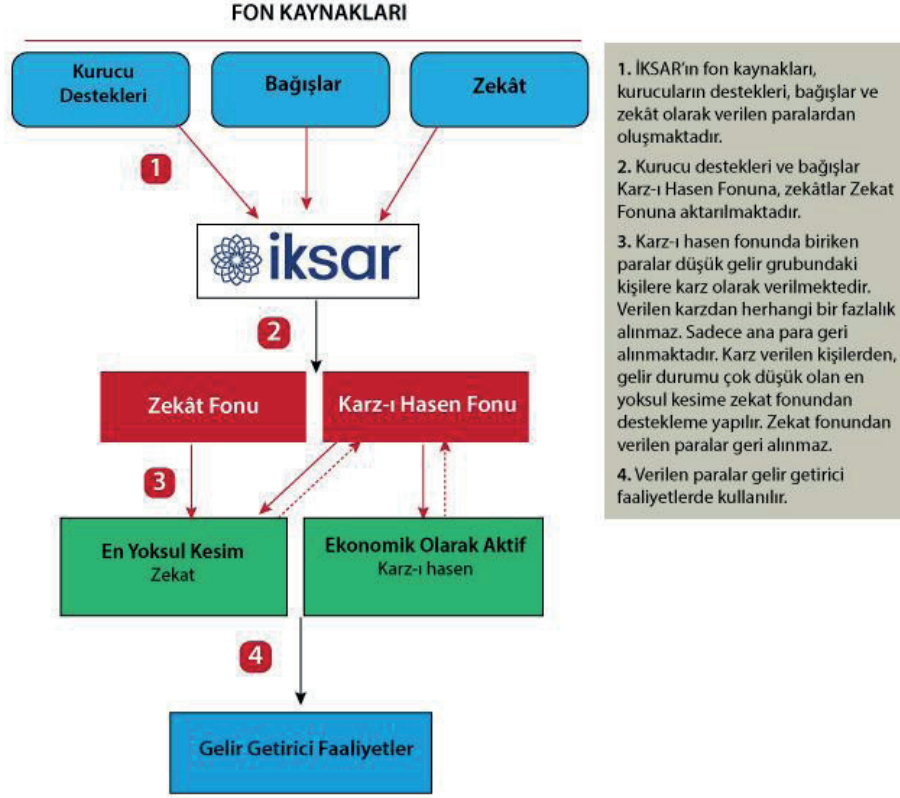 FON KAYNAKLARI
Kurucu
Destekleri
Bağışlar
Zekât
1
iksar
2
Zekât Fonu
Karz-ı Hasen Fonu
3
En Yoksul Kesim
Zekat
Ekonomik Olarak Aktif
Karz-ı hasen
4
Gelir Getirici Faaliyetler
1. İKSAR'ın fon kaynakları,
kurucuların destekleri, bağışlar ve
zekât olarak verilen paralardan
oluşmaktadır.
2. Kurucu destekleri ve bağışlar
Karz-ı Hasen Fonuna, zekâtlar Zekat
Fonuna aktarılmaktadır.
3. Karz-ı hasen fonunda biriken
paralar düşük gelir grubundaki
kişilere karz olarak verilmektedir.
Verilen karzdan herhangi bir fazlalık
alınmaz. Sadece ana para geri
alınmaktadır. Karz verilen kişilerden,
gelir durumu çok düşük olan en
yoksul kesime zekat fonundan
destekleme yapılır. Zekat fonundan
verilen paralar geri alınmaz.
4. Verilen paralar gelir getirici
faaliyetlerde kullanılır.